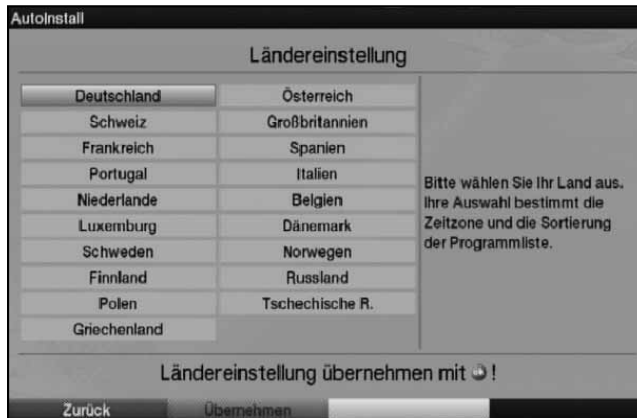 AutoInstall
Ländereinstellung
Deutschland Österreich
Schweiz Großbritannien
Frankreich Spanien
Portugal Italien
Niederlande Belgien
Luxemburg Dänemark
Schweden Norwegen
Finnland Russland
Polen Tschechische R.
Griechenland
Bitte wählen Sie Ihr Land aus.
Ihre Auswahl bestimmt die
Zeitzone und die Sortierung
der Programmliste.
Ländereinstellung übernehmen mit !
Zurück Übernehmen